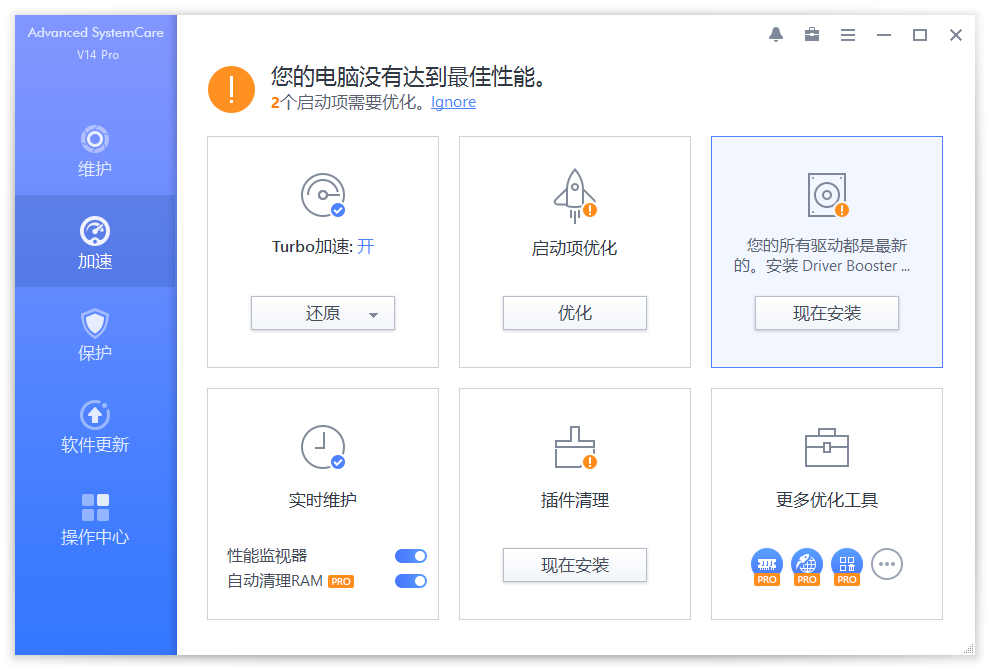 Advanced SystemCare
V14 Pro
维护
加速
保护
软件更新
操作中心
您的电脑没有达到最佳性能。
2个启动项需要优化。Ignore
Turbo加速: 开
还原
启动项优化
优化
您的所有驱动都是最新
的。安装 Driver Booster ...
现在安装
实时维护
性能监视器
自动清理RAM PRO
插件清理
现在安装
更多优化工具
PRO PRO PRO